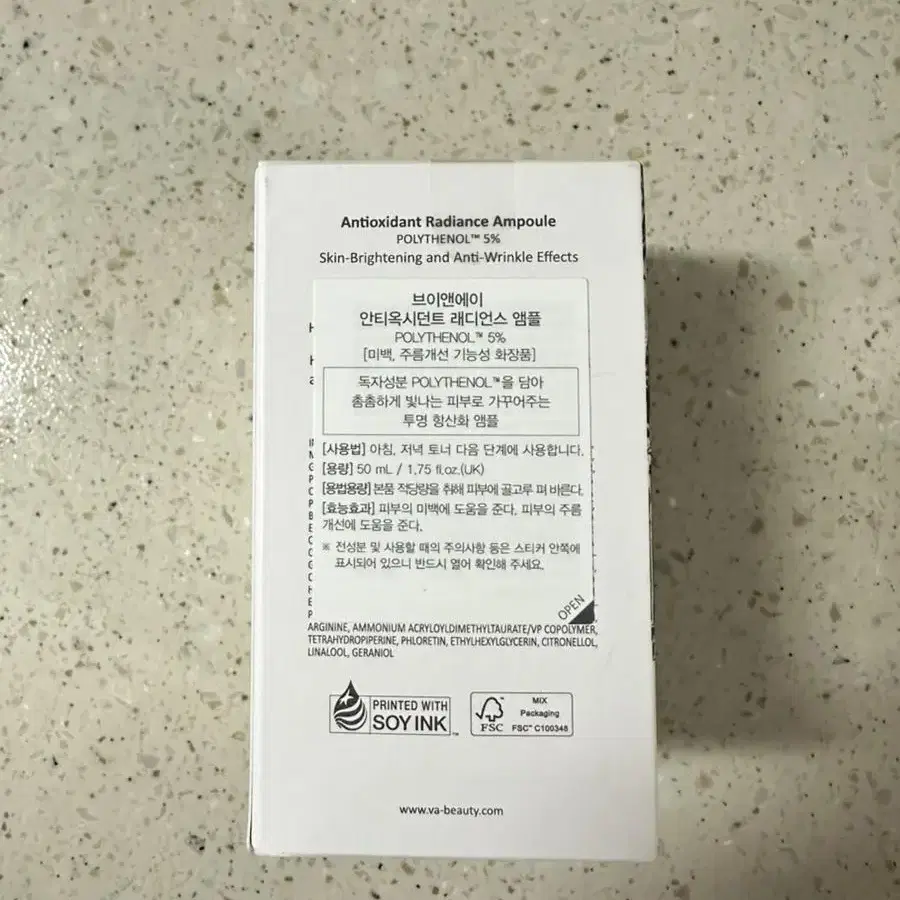 Antioxidant Radiance Ampoule
POLYTHENOL™ 5%
Skin-Brightening and Anti-Wrinkle Effects
브이앤에이
안티옥시던트 래디언스 앰플
POLYTHENOL™ 5%
[미백, 주름개선 기능성 화장품]
독자성분 POLYTHENOL™을 담아
촘촘하게 빛나는 피부로 가꾸어주는
투명 항산화 앰플
[사용법] 아침, 저녁 토너 다음 단계에 사용합니다.
[용량] 50 mL / 1.75 fl.oz.(UK)
[용법용량] 본품 적당량을 취해 피부에 골고루 펴 바른다.
[효능효과] 피부의 미백에 도움을 준다. 피부의 주름
개선에 도움을 준다.
※ 전성분 및 사용할 때의 주의사항 등은 스티커 안쪽에
표시되어 있으니 반드시 열어 확인해 주세요.
OPEN
ARGININE, AMMONIUM ACRYLOYLDIMETHYLTAURATE/VP COPOLYMER,
TETRAHYDROPIPERINE, PHLORETIN, ETHYLHEXYLGLYCERIN, CITRONELLOL,
LINALOOL, GERANIOL
PRINTED WITH
SOY INK™
FSC™
MIX
Packaging
FSC™ C100348
www.va-beauty.com